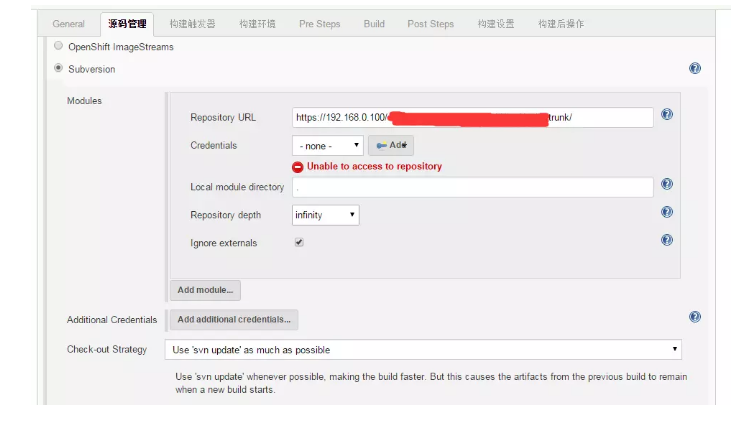 General 源码管理 构建触发器 构建环境 Pre Steps Build Post Steps 构建设置 构建后操作
OpenShift ImageStreams
Subversion
Modules
Repository URL https://192.168.0.100/ trunk/
Credentials - none - Add
Unable to access to repository
Local module directory .
Repository depth infinity
Ignore externals
Add module...
Additional Credentials Add additional credentials...
Check-out Strategy Use 'svn update' as much as possible
Use 'svn update' whenever possible, making the build faster. But this causes the artifacts from the previous build to remain
when a new build starts.